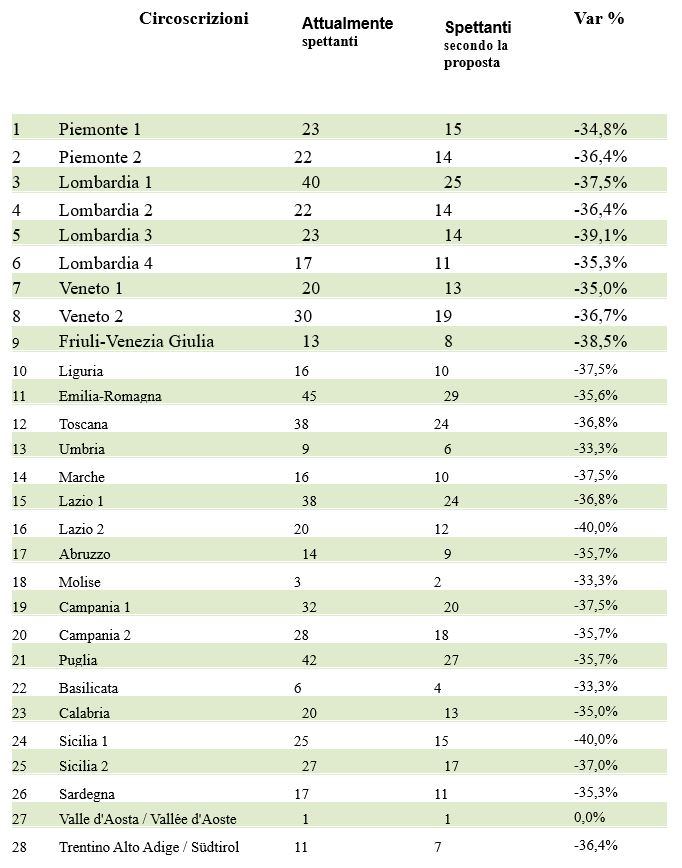 Circoscrizioni Attualmente spettanti Spettanti secondo la proposta Var %
1 Piemonte 1 23 15 -34,8%
2 Piemonte 2 22 14 -36,4%
3 Lombardia 1 40 25 -37,5%
4 Lombardia 2 22 14 -36,4%
5 Lombardia 3 23 14 -39,1%
6 Lombardia 4 17 11 -35,3%
7 Veneto 1 20 13 -35,0%
8 Veneto 2 30 19 -36,7%
9 Friuli-Venezia Giulia 13 8 -38,5%
10 Liguria 16 10 -37,5%
11 Emilia-Romagna 45 29 -35,6%
12 Toscana 38 24 -36,8%
13 Umbria 9 6 -33,3%
14 Marche 16 10 -37,5%
15 Lazio 1 38 24 -36,8%
16 Lazio 2 20 12 -40,0%
17 Abruzzo 14 9 -35,7%
18 Molise 3 2 -33,3%
19 Campania 1 32 20 -37,5%
20 Campania 2 28 18 -35,7%
21 Puglia 42 27 -35,7%
22 Basilicata 6 4 -33,3%
23 Calabria 20 13 -35,0%
24 Sicilia 1 25 15 -40,0%
25 Sicilia 2 27 17 -37,0%
26 Sardegna 17 11 -35,3%
27 Valle d'Aosta / Vallée d'Aoste 1 1 0,0%
28 Trentino Alto Adige / Südtirol 11 7 -36,4%